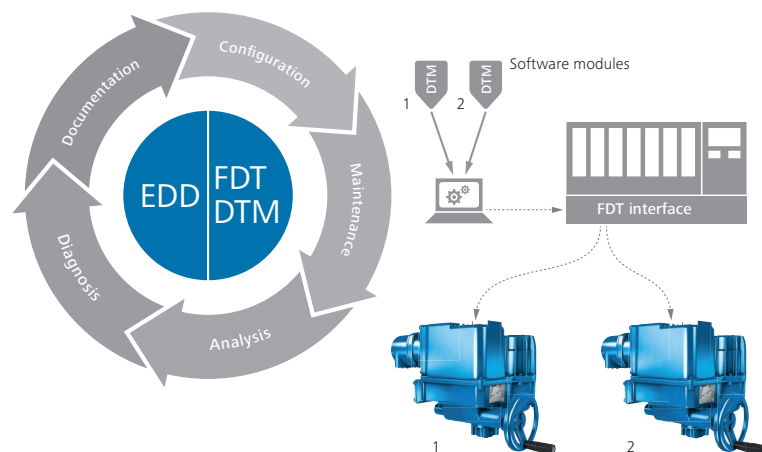 Configuration
Maintenance
Analysis
Diagnosis
Documentation
EDD
FDT
DTM
DTM
DTM
Software modules
1
2
FDT interface
1
2